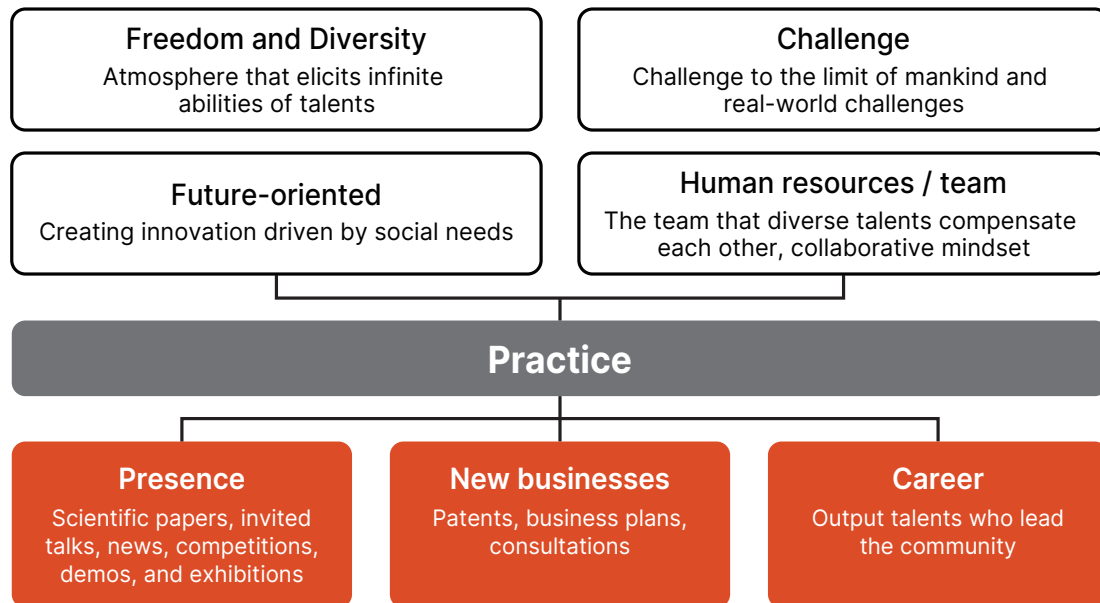 Freedom and Diversity
Atmosphere that elicits infinite
abilities of talents
Challenge
Challenge to the limit of mankind and
real-world challenges
Future-oriented
Creating innovation driven by social needs
Human resources / team
The team that diverse talents compensate
each other, collaborative mindset
Practice
Presence
Scientific papers, invited
talks, news, competitions,
demos, and exhibitions
New businesses
Patents, business plans,
consultations
Career
Output talents who lead
the community